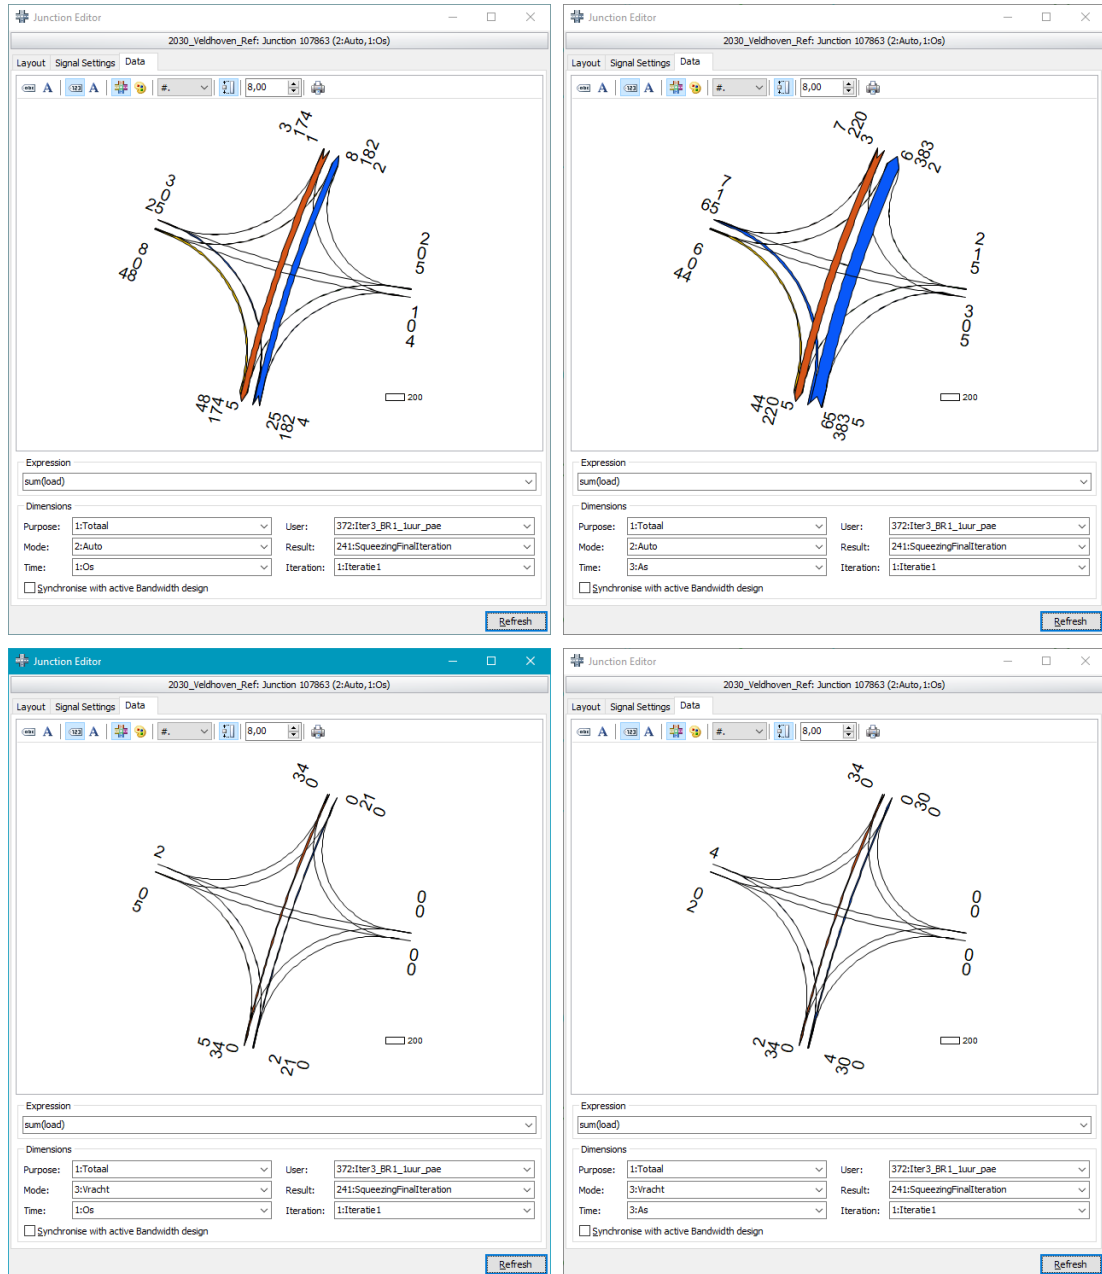 Junction Editor
2030_Veldhoven_Ref: Junction 107863 (2:Auto,1:Os)
Layout Signal Settings Data
A A #. 8,00
3 174 1
8 182 2
3 0 25
8 0 48
2 0 5
1 0 4
48 174 5
25 182 4
200
Expression
sum(load)
Dimensions
Purpose: 1:Totaal User: 372:Iter3_BR1_1uur_pae
Mode: 2:Auto Result: 241:SqueezingFinalIteration
Time: 1:Os Iteration: 1:Iteratie1
Synchronise with active Bandwidth design
Refresh
Junction Editor
2030_Veldhoven_Ref: Junction 107863 (2:Auto,1:Os)
Layout Signal Settings Data
A A #. 8,00
7 220 3
6 383 2
7 1 65
6 0 44
2 15
3 0 5
44 220 5
65 383 5
200
Expression
sum(load)
Dimensions
Purpose: 1:Totaal User: 372:Iter3_BR1_1uur_pae
Mode: 2:Auto Result: 241:SqueezingFinalIteration
Time: 3:As Iteration: 1:Iteratie1
Synchronise with active Bandwidth design
Refresh
Junction Editor
2030_Veldhoven_Ref: Junction 107863 (2:Auto,1:Os)
Layout Signal Settings Data
A A #. 8,00
34 0
0 21 0
2
0 5
0 0
0 0
5 34 0
2 21 0
200
Expression
sum(load)
Dimensions
Purpose: 1:Totaal User: 372:Iter3_BR1_1uur_pae
Mode: 3:Vracht Result: 241:SqueezingFinalIteration
Time: 1:Os Iteration: 1:Iteratie1
Synchronise with active Bandwidth design
Refresh
Junction Editor
2030_Veldhoven_Ref: Junction 107863 (2:Auto,1:Os)
Layout Signal Settings Data
A A #. 8,00
34 0
0 30 0
4
0 2
0 0
0 0
2 34 0
4 30 0
200
Expression
sum(load)
Dimensions
Purpose: 1:Totaal User: 372:Iter3_BR1_1uur_pae
Mode: 3:Vracht Result: 241:SqueezingFinalIteration
Time: 3:As Iteration: 1:Iteratie1
Synchronise with active Bandwidth design
Refresh